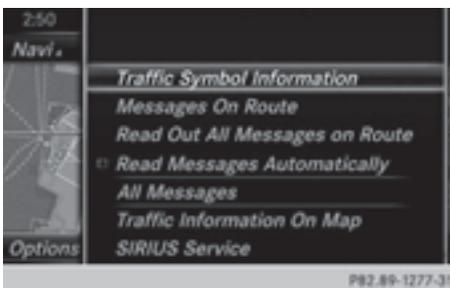 2:50
Navi
Traffic Symbol Information
Messages On Route
Read Out All Messages on Route
Read Messages Automatically
All Messages
Traffic Information On Map
Options
SIRIUS Service
P82.89-1277-31